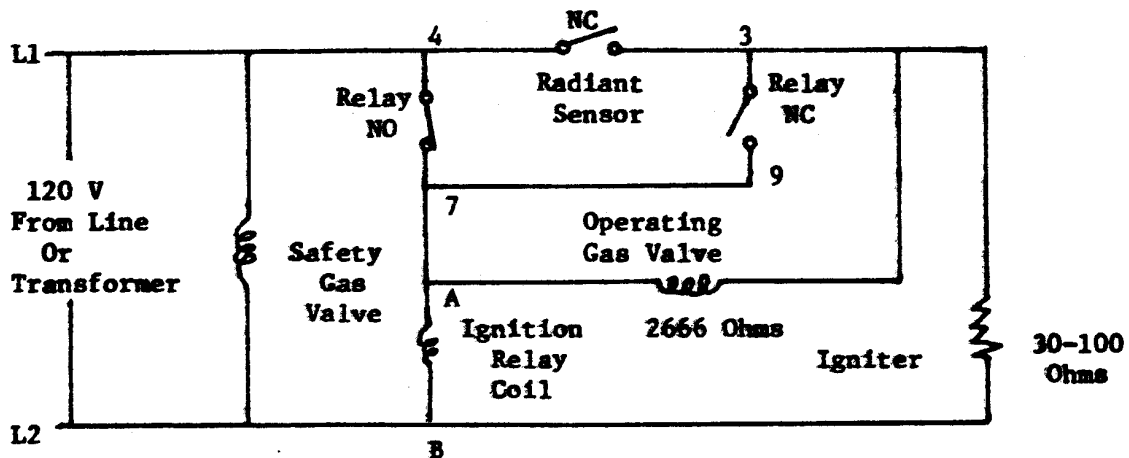 NC
4
3
L1
Radiant
Sensor
Relay
NO
Relay
NC
120 V
From Line
Or
Transformer
7
9
Operating
Gas Valve
Safety
Gas
Valve
A
2666 Ohms
Ignition
Relay
Coil
Igniter
30-100
Ohms
L2
B